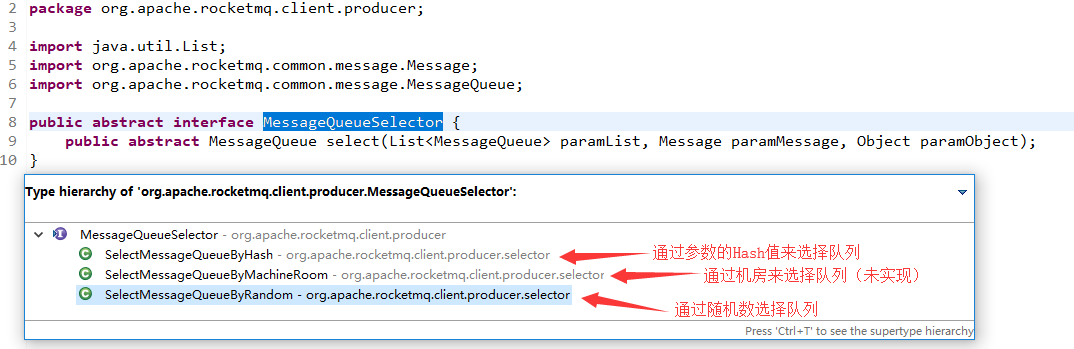 2 package org.apache.rocketmq.client.producer;
3
4 import java.util.List;
5 import org.apache.rocketmq.common.message.Message;
6 import org.apache.rocketmq.common.message.MessageQueue;
7
8 public abstract interface MessageQueueSelector {
9     public abstract MessageQueue select(List<MessageQueue> paramList, Message paramMessage, Object paramObject);
10 }
Type hierarchy of 'org.apache.rocketmq.client.producer.MessageQueueSelector':
MessageQueueSelector - org.apache.rocketmq.client.producer
SelectMessageQueueByHash - org.apache.rocketmq.client.producer.selector 通过参数的Hash值来选择队列
SelectMessageQueueByMachineRoom - org.apache.rocketmq.client.producer.selector 通过机房来选择队列（未实现）
SelectMessageQueueByRandom - org.apache.rocketmq.client.producer.selector 通过随机数选择队列
Press 'Ctrl+T' to see the supertype hierarchy